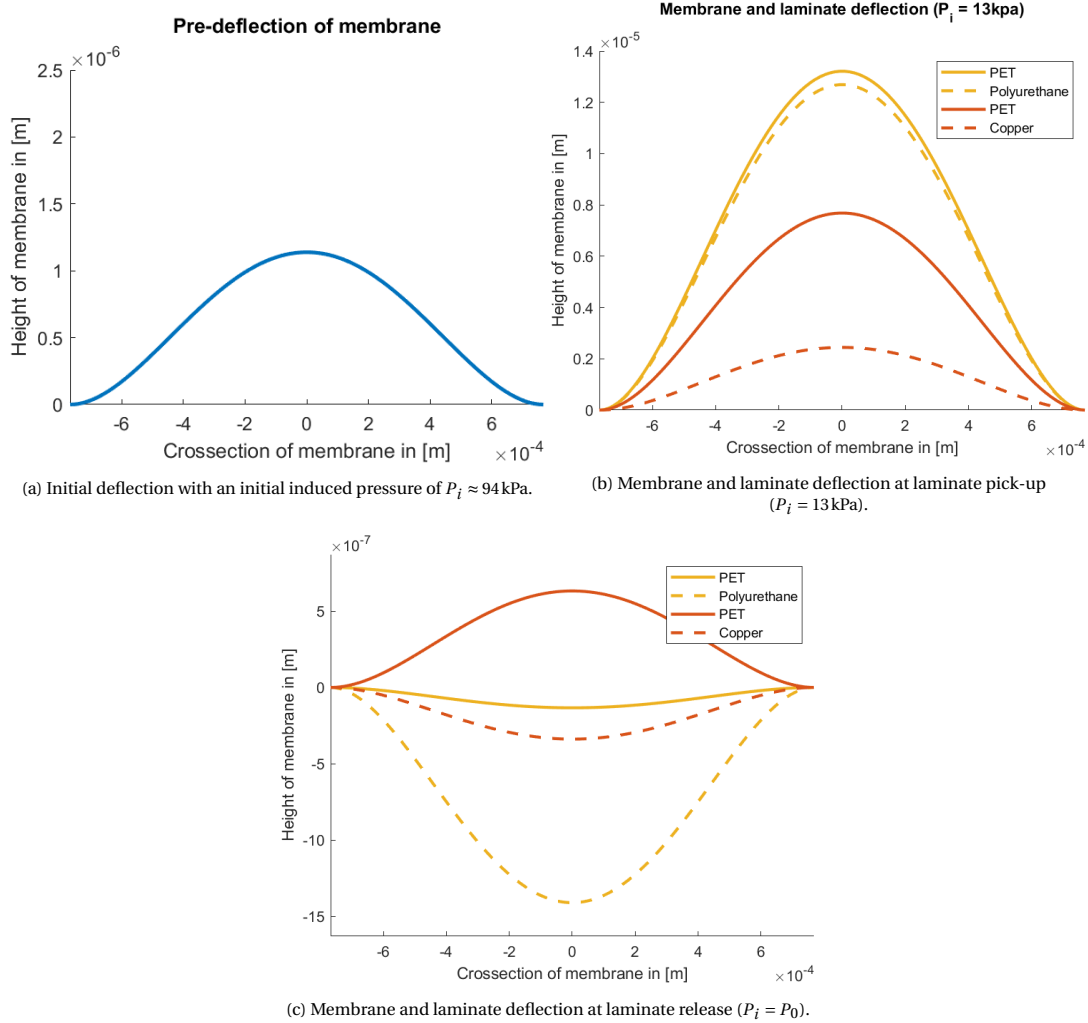 Pre-deflection of membrane
×10⁻⁶
2.5
2
1.5
1
0.5
0
Height of membrane in [m]
-6 -4 -2 0 2 4 6
Crossection of membrane in [m]
×10⁻⁴
(a) Initial deflection with an initial induced pressure of Pᵢ ≈ 94 kPa.
Membrane and laminate deflection (Pᵢ = 13kpa)
×10⁻⁵
1.4
1.2
1
0.8
0.6
0.4
0.2
0
Height of membrane in [m]
PET
Polyurethane
PET
Copper
-6 -4 -2 0 2 4 6
Crossection of membrane in [m]
×10⁻⁴
(b) Membrane and laminate deflection at laminate pick-up
(Pᵢ = 13 kPa).
×10⁻⁷
5
0
-5
-10
-15
Height of membrane in [m]
PET
Polyurethane
PET
Copper
-6 -4 -2 0 2 4 6
Crossection of membrane in [m]
×10⁻⁴
(c) Membrane and laminate deflection at laminate release (Pᵢ = P₀).